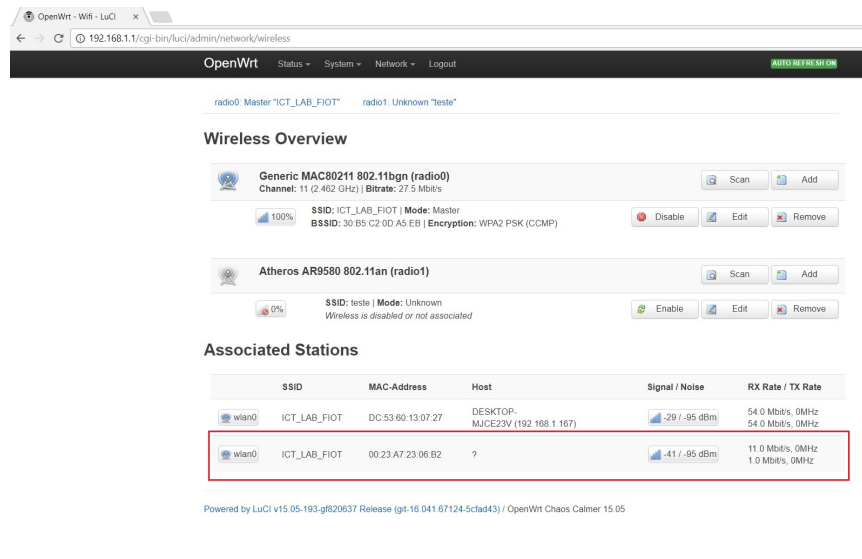 OpenWrt - Wifi - LuCI ×
192.168.1.1/cgi-bin/luci/admin/network/wireless
OpenWrt Status System Network Logout AUTO REFRESH ON
radio0: Master "ICT_LAB_FIOT" radio1: Unknown "teste"
Wireless Overview
Generic MAC80211 802.11bgn (radio0)
Channel: 11 (2.462 GHz) | Bitrate: 27.5 Mbit/s
Scan Add
100%
SSID: ICT_LAB_FIOT | Mode: Master
BSSID: 30:B5:C2:0D:A5:EB | Encryption: WPA2 PSK (CCMP)
Disable Edit Remove
Atheros AR9580 802.11an (radio1)
Scan Add
0%
SSID: teste | Mode: Unknown
Wireless is disabled or not associated
Enable Edit Remove
Associated Stations
SSID MAC-Address Host Signal / Noise RX Rate / TX Rate
wlan0 ICT_LAB_FIOT DC:53:60:13:07:27 DESKTOP-
MJCE23V (192.168.1.167) -29 / -95 dBm 54.0 Mbit/s, 0MHz
54.0 Mbit/s, 0MHz
wlan0 ICT_LAB_FIOT 00:23:A7:23:06:B2 ? -41 / -95 dBm 11.0 Mbit/s, 0MHz
1.0 Mbit/s, 0MHz
Powered by LuCI v15.05-193-gf820637 Release (git-16.041.67124-5cfad43) / OpenWrt Chaos Calmer 15.05